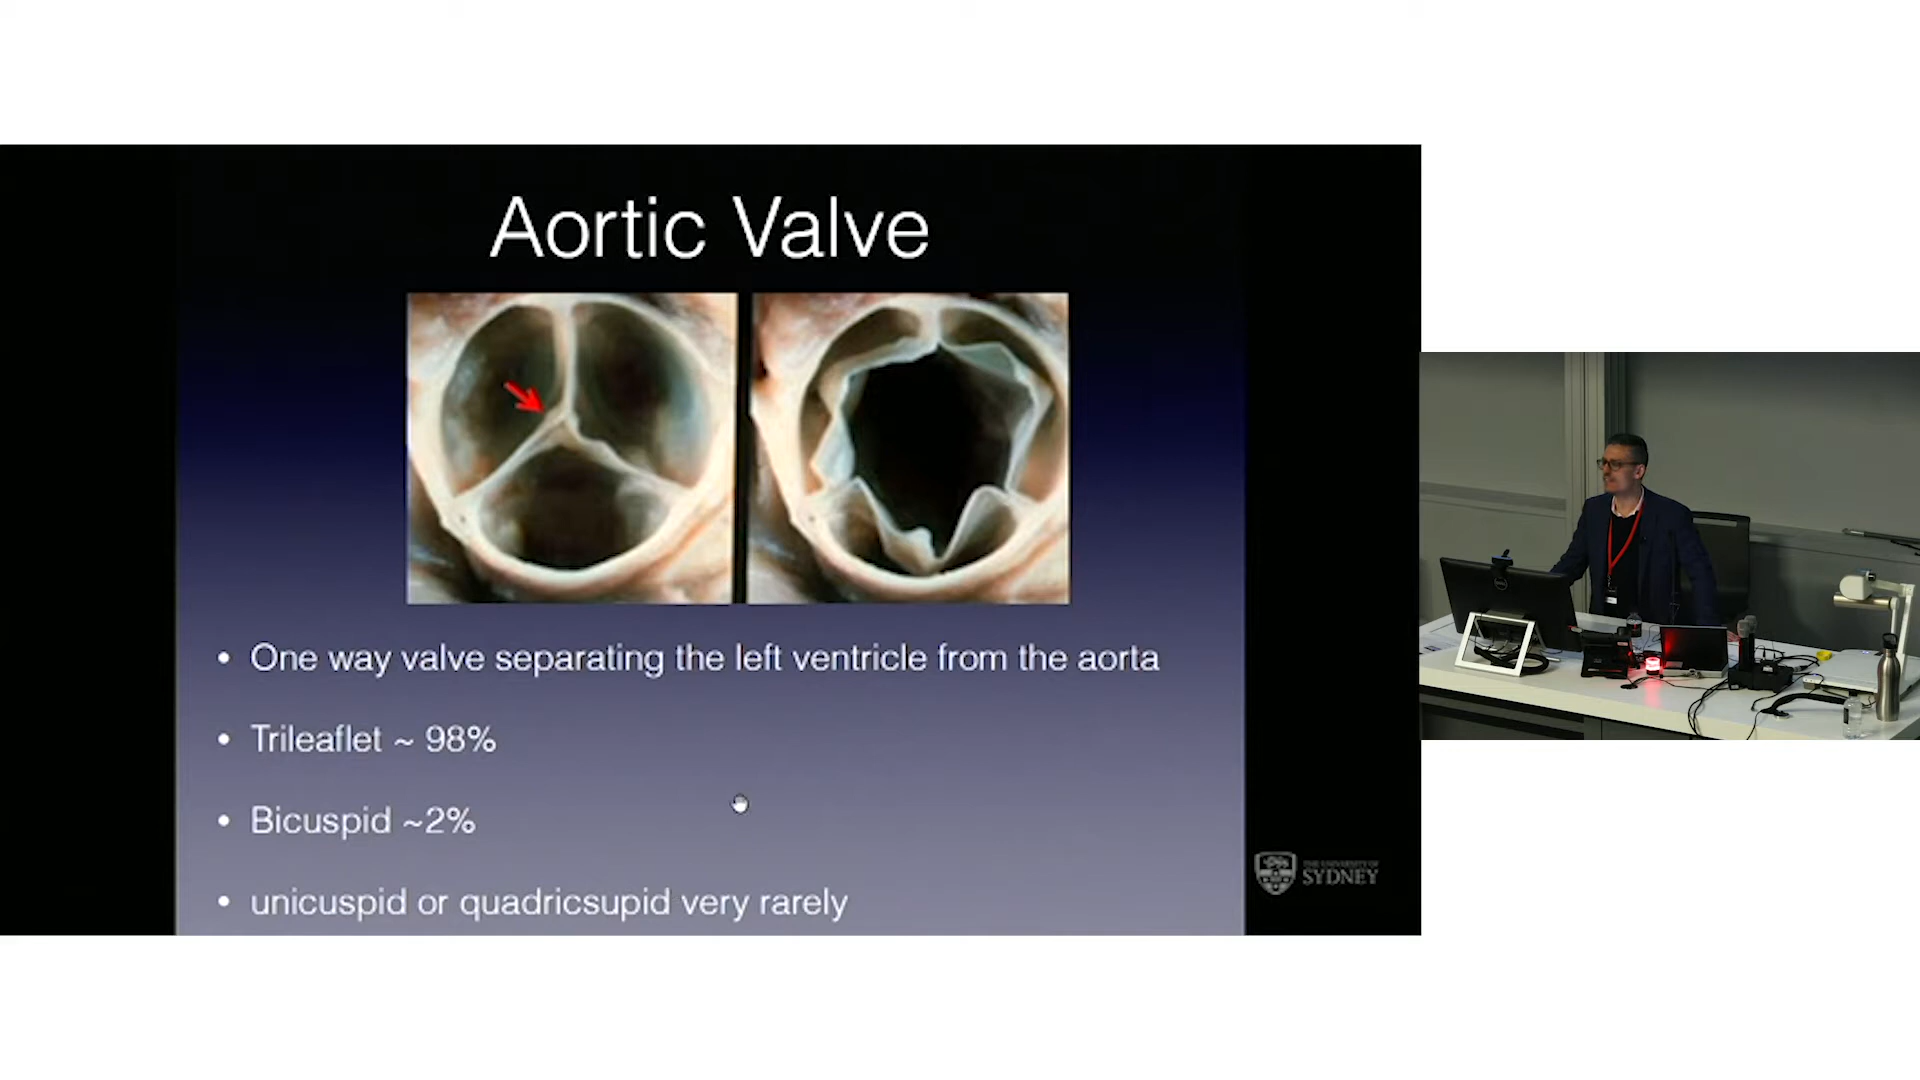 Aortic Valve
• One way valve separating the left ventricle from the aorta
• Trileaflet ~ 98%
• Bicuspid ~2%
• unicuspid or quadricsupid very rarely
THE UNIVERSITY OF
SYDNEY